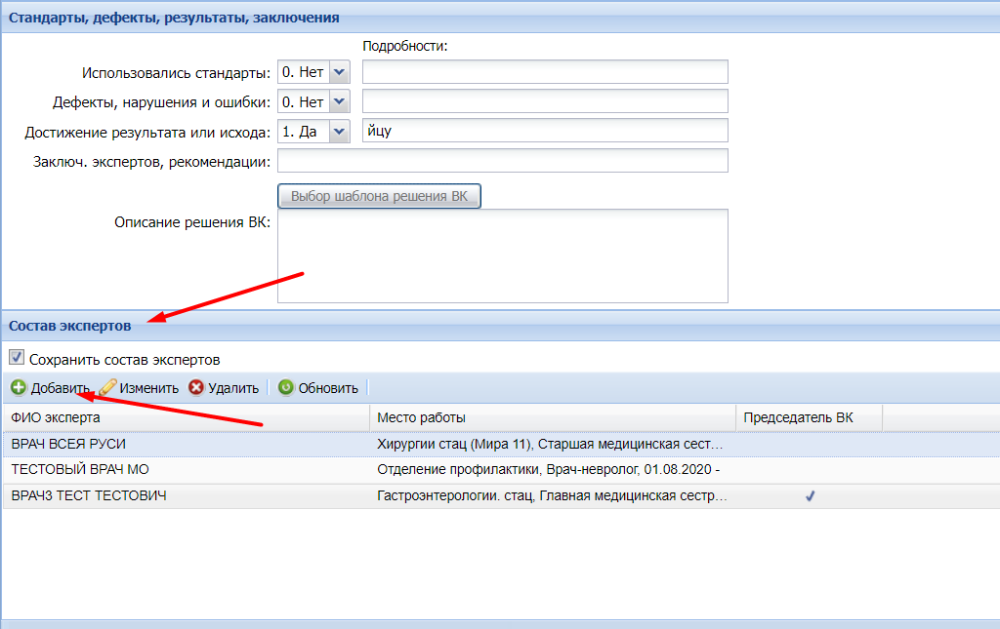 Стандарты, дефекты, результаты, заключения
Подробности:
Использовались стандарты: 0. Нет
Дефекты, нарушения и ошибки: 0. Нет
Достижение результата или исхода: 1. Да йцу
Заключ. экспертов, рекомендации:
Выбор шаблона решения ВК
Описание решения ВК:
Состав экспертов
Сохранить состав экспертов
Добавить Изменить Удалить Обновить
ФИО эксперта Место работы Председатель ВК
ВРАЧ ВСЕЯ РУСИ Хирургии стац (Мира 11), Старшая медицинская сест...
ТЕСТОВЫЙ ВРАЧ МО Отделение профилактики, Врач-невролог, 01.08.2020 -
ВРАЧ3 ТЕСТ ТЕСТОВИЧ Гастроэнтерологии. стац, Главная медицинская сестр...